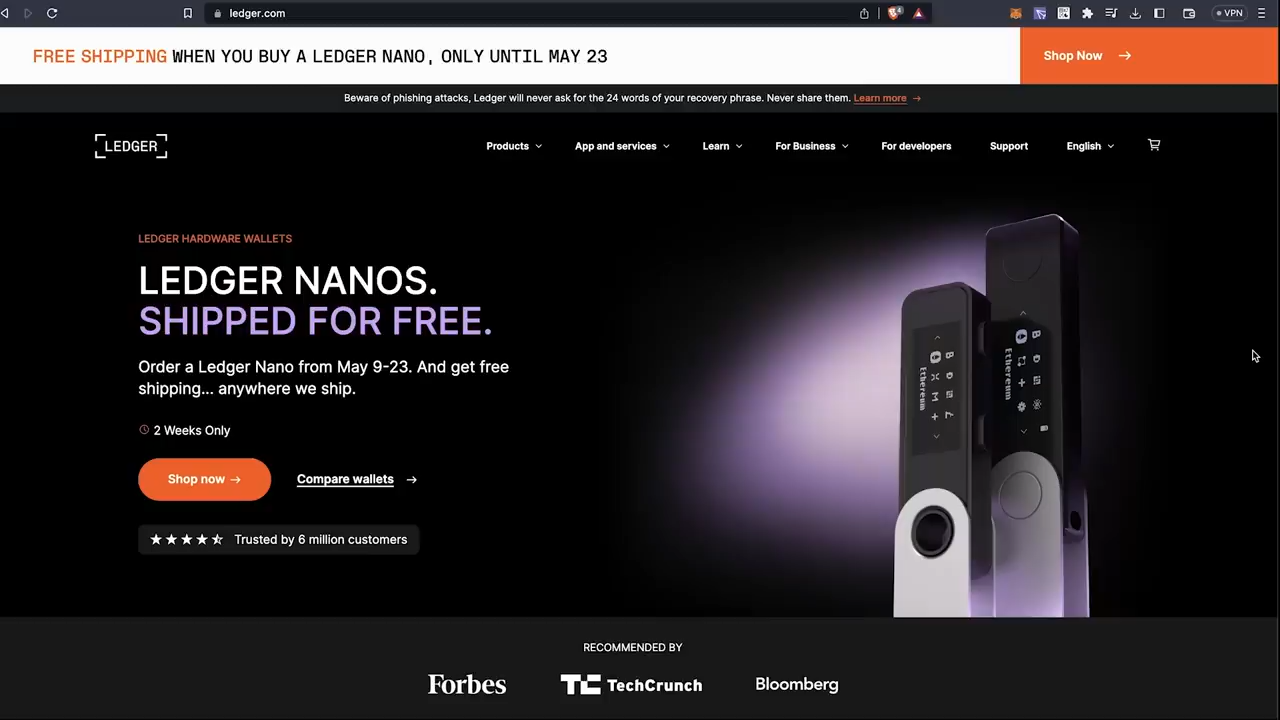 ledger.com
4
VPN
FREE SHIPPING WHEN YOU BUY A LEDGER NANO, ONLY UNTIL MAY 23
Shop Now →
Beware of phishing attacks, Ledger will never ask for the 24 words of your recovery phrase. Never share them. Learn more →
LEDGER
Products
App and services
Learn
For Business
For developers
Support
English
LEDGER HARDWARE WALLETS
LEDGER NANOS.
SHIPPED FOR FREE.
Order a Ledger Nano from May 9-23. And get free
shipping... anywhere we ship.
2 Weeks Only
Shop now →
Compare wallets →
Trusted by 6 million customers
Ethereum
Ethereum
RECOMMENDED BY
Forbes
TC TechCrunch
Bloomberg